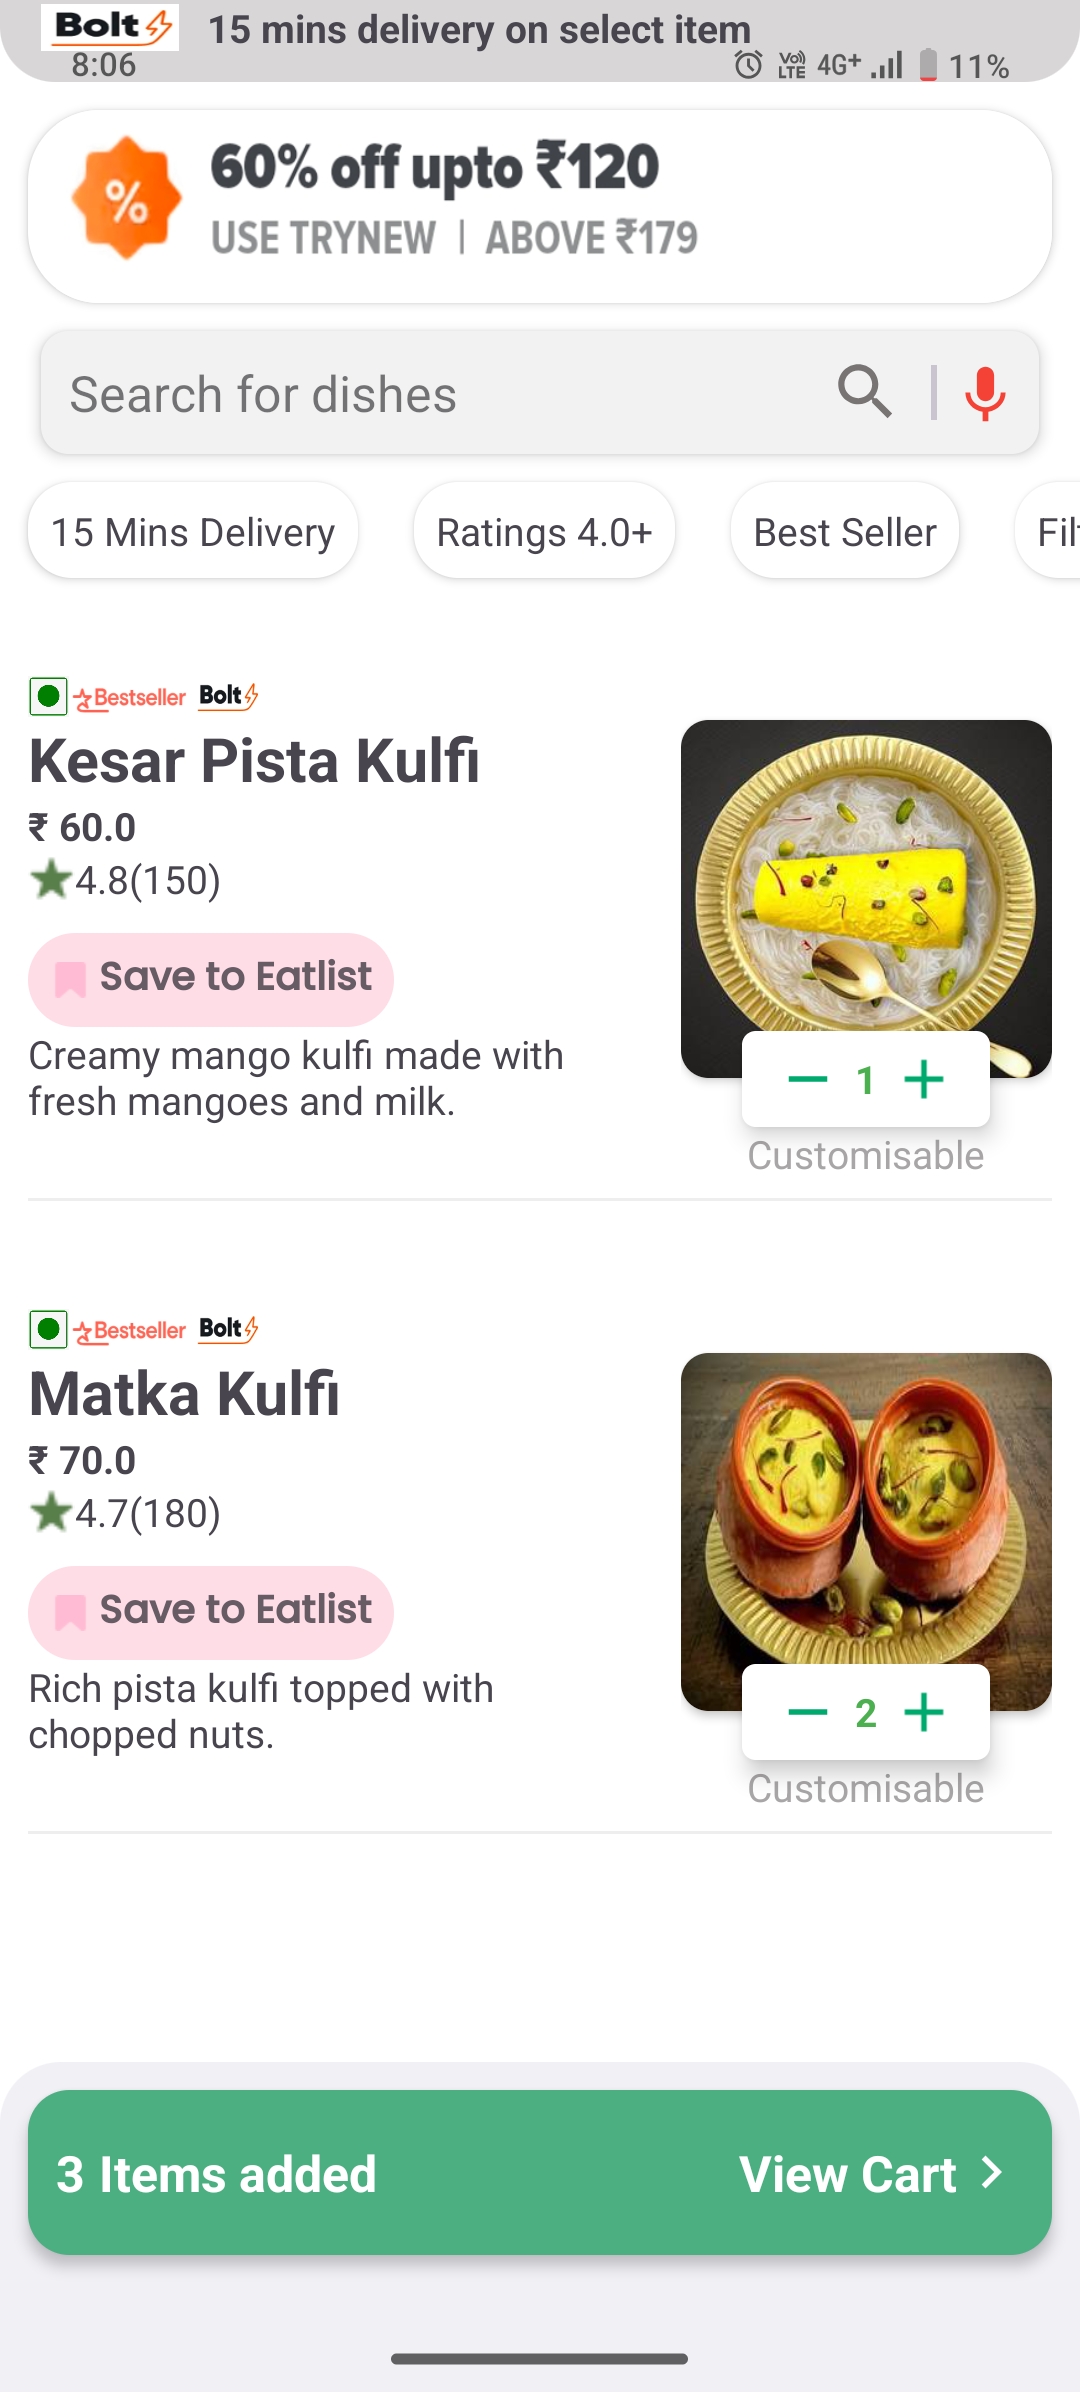 Bolt 15 mins delivery on select item
8:06 Vo) LTE 4G+ 11%
%
60% off upto ₹120
USE TRYNEW | ABOVE ₹179
Search for dishes
15 Mins Delivery Ratings 4.0+ Best Seller Fil
Bestseller Bolt
Kesar Pista Kulfi
₹ 60.0
4.8(150)
Save to Eatlist
Creamy mango kulfi made with
fresh mangoes and milk.
1
Customisable
Bestseller Bolt
Matka Kulfi
₹ 70.0
4.7(180)
Save to Eatlist
Rich pista kulfi topped with
chopped nuts.
2
Customisable
3 Items added View Cart